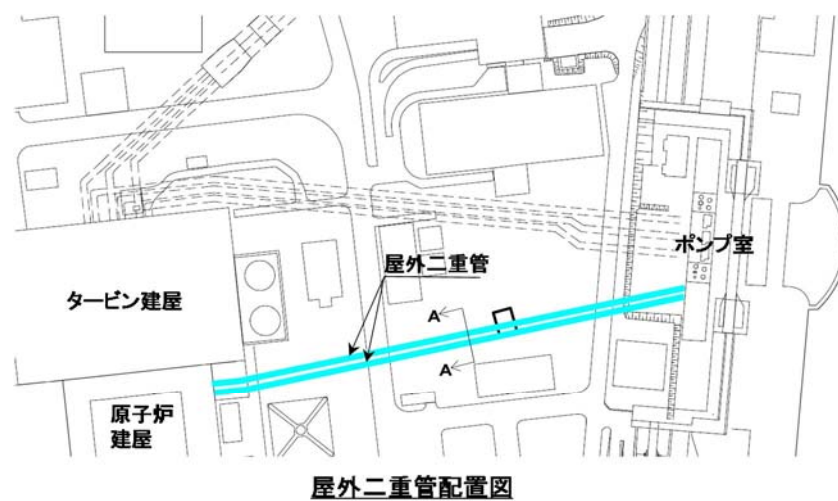 ポンプ室
屋外二重管
タービン建屋
A
A
原子炉
建屋
屋外二重管配置図